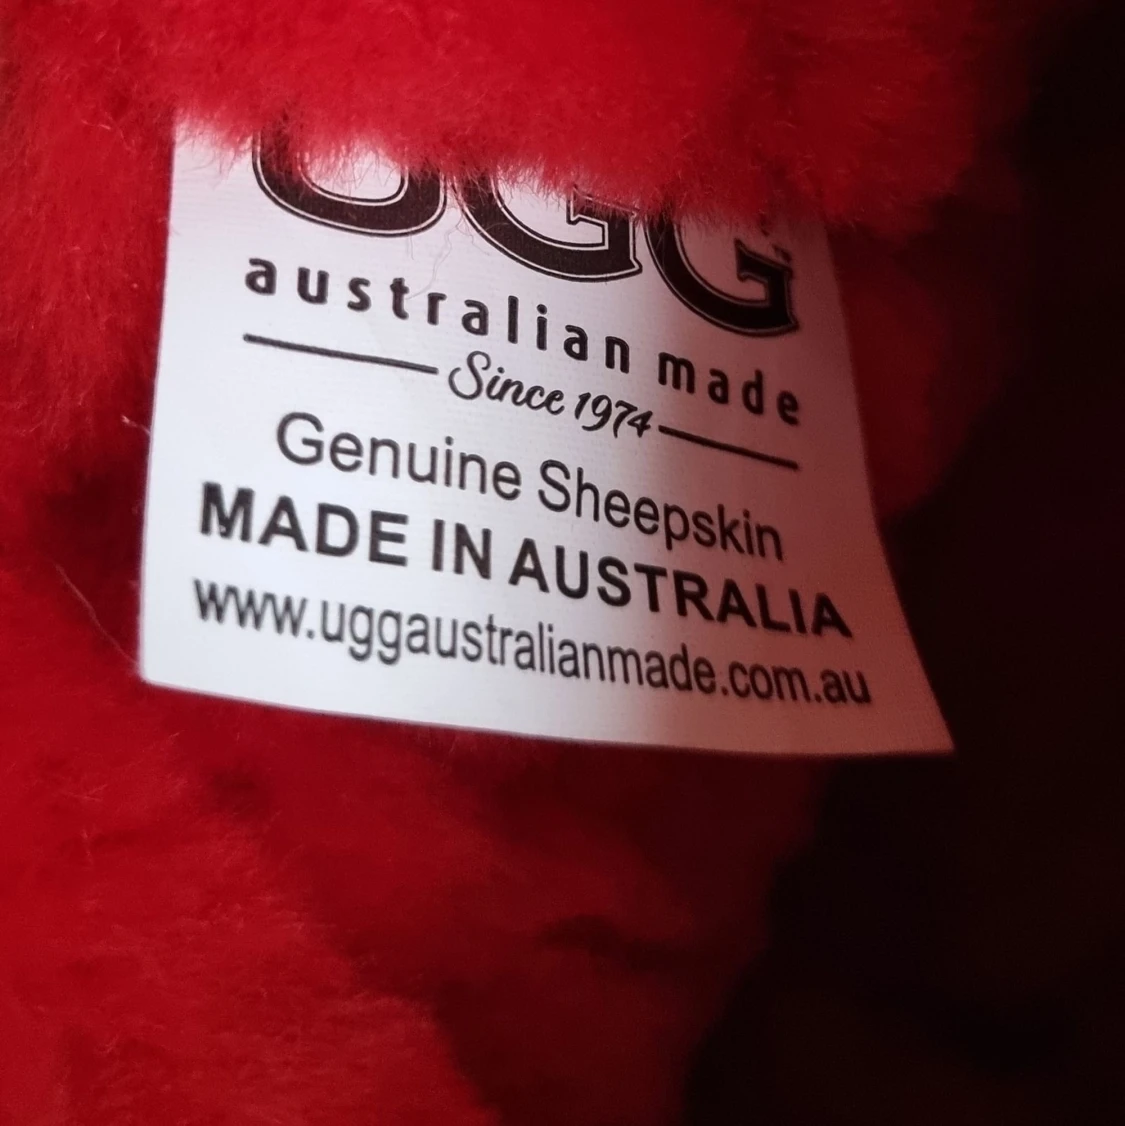 UGG
australian made
Since 1974
Genuine Sheepskin
MADE IN AUSTRALIA
www.uggaustralianmade.com.au